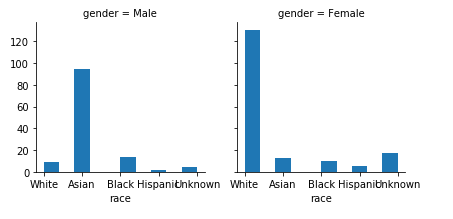 gender = Male
gender = Female
120
100
80
60
40
20
0
White Asian Black Hispanic Unknown
White Asian Black Hispanic Unknown
race
race